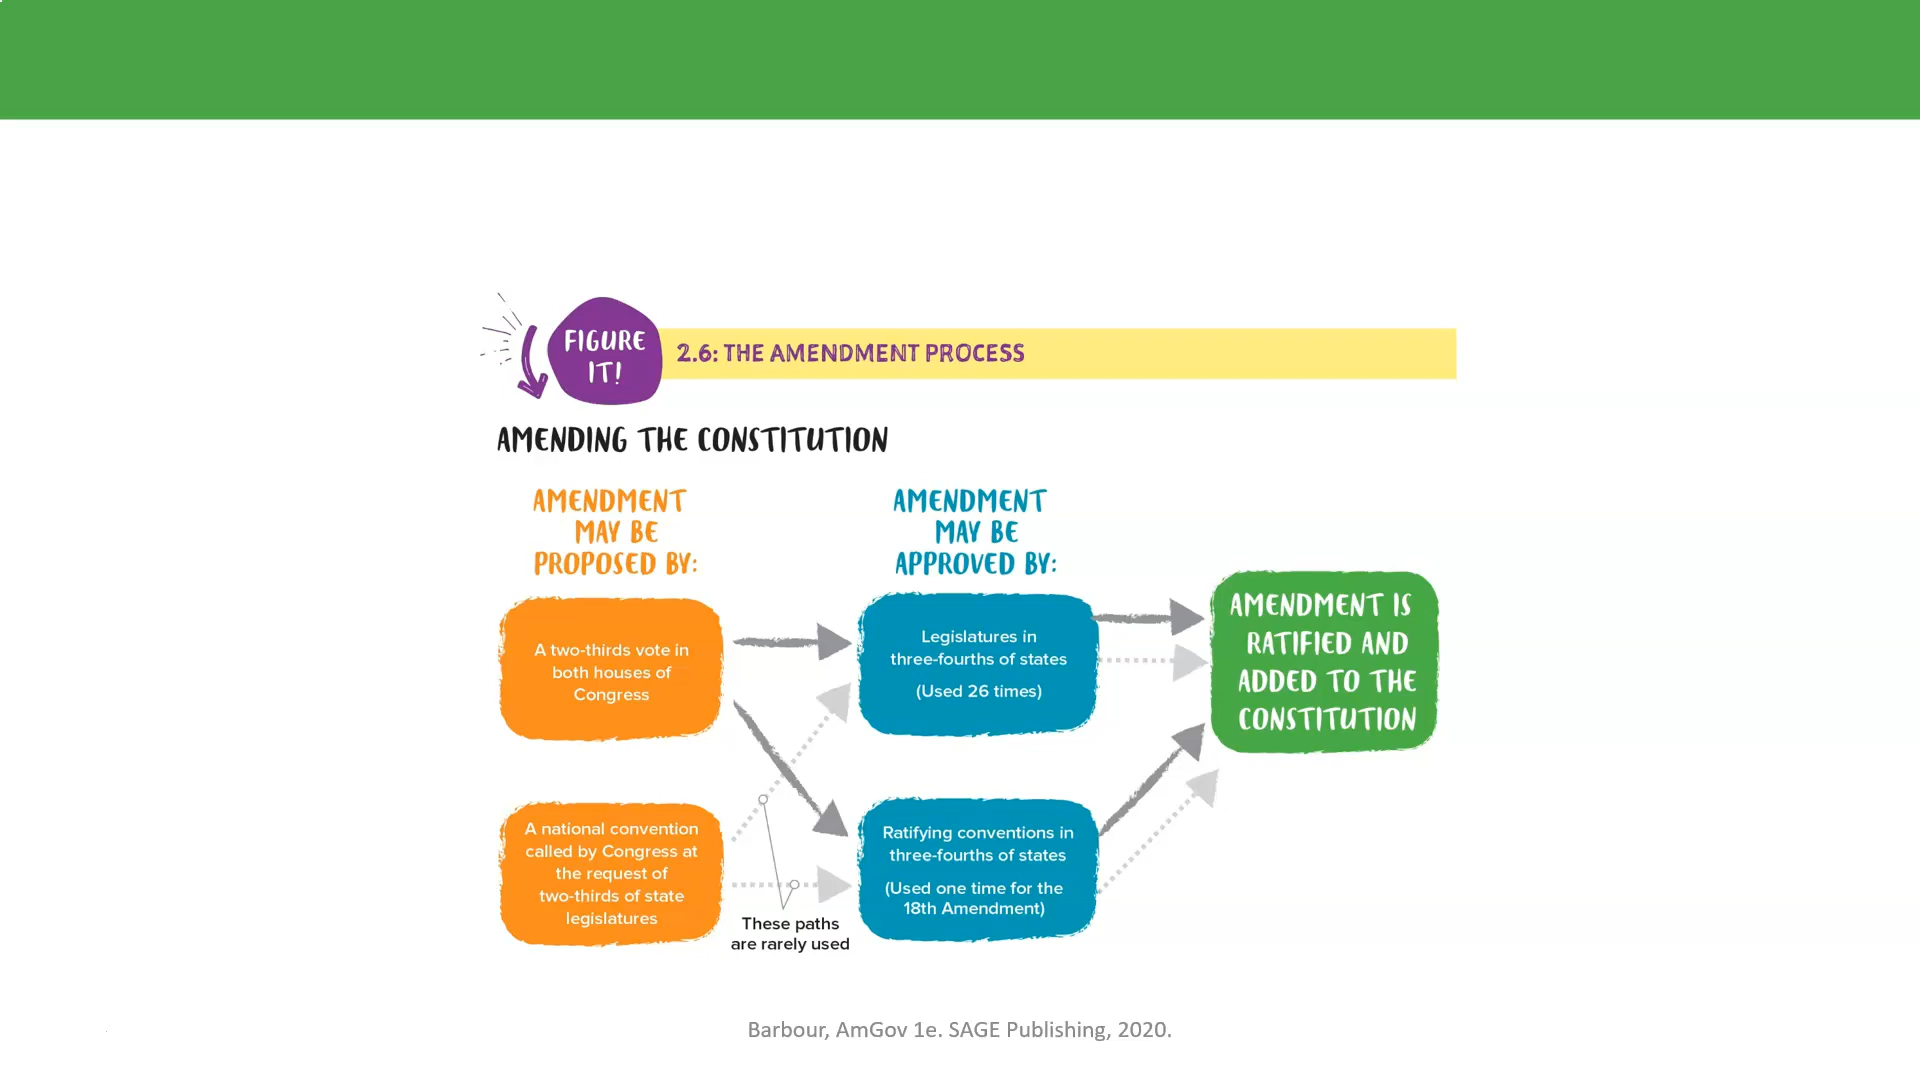 FIGURE
IT!
2.6: THE AMENDMENT PROCESS
AMENDING THE CONSTITUTION
AMENDMENT
MAY BE
PROPOSED BY:
AMENDMENT
MAY BE
APPROVED BY:
A two-thirds vote in
both houses of
Congress
Legislatures in
three-fourths of states
(Used 26 times)
AMENDMENT IS
RATIFIED AND
ADDED TO THE
CONSTITUTION
A national convention
called by Congress at
the request of
two-thirds of state
legislatures
These paths
are rarely used
Ratifying conventions in
three-fourths of states
(Used one time for the
18th Amendment)
Barbour, AmGov 1e. SAGE Publishing, 2020.